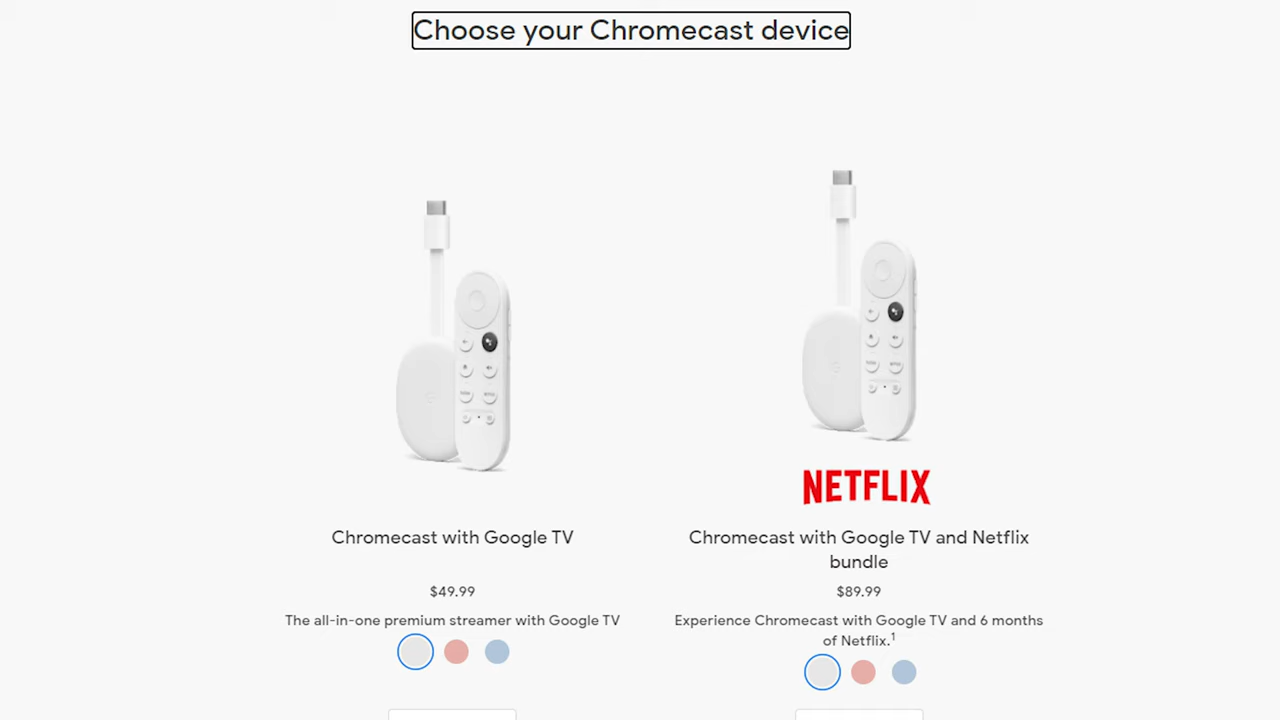 Choose your Chromecast device
NETFLIX
Chromecast with Google TV
$49.99
The all-in-one premium streamer with Google TV
Chromecast with Google TV and Netflix
bundle
$89.99
Experience Chromecast with Google TV and 6 months
of Netflix.1